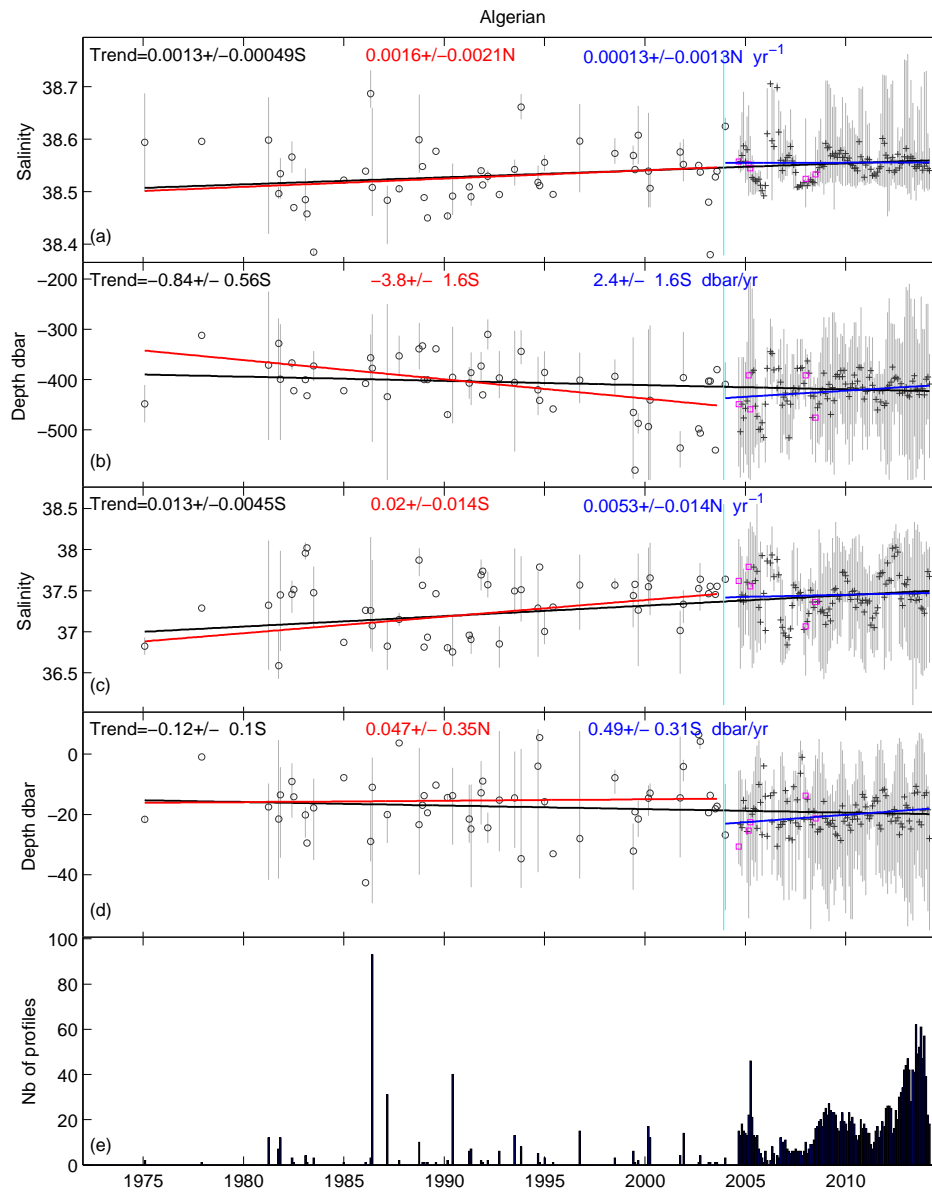 Algerian
Trend=0.0013+/−0.00049S 0.0016+/−0.0021N 0.00013+/−0.0013N yr−1
38.7
38.6
38.5
38.4
Salinity
(a)
Trend=−0.84+/− 0.56S −3.8+/− 1.6S 2.4+/− 1.6S dbar/yr
−200
−300
−400
−500
Depth dbar
(b)
Trend=0.013+/−0.0045S 0.02+/−0.014S 0.0053+/−0.014N yr−1
38.5
38
37.5
37
36.5
Salinity
(c)
Trend=−0.12+/− 0.1S 0.047+/− 0.35N 0.49+/− 0.31S dbar/yr
0
−20
−40
Depth dbar
(d)
100
80
60
40
20
0
Nb of profiles
(e)
1975 1980 1985 1990 1995 2000 2005 2010